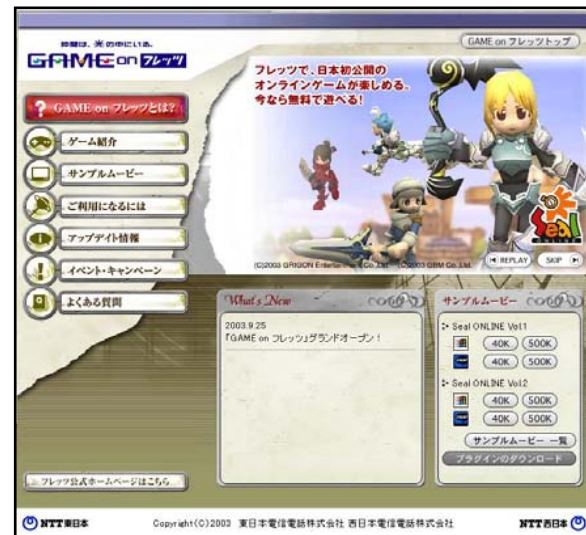 GAME on フレッツトップ
仲間は、光の中にいる。
GAME on フレッツ
フレッツで、日本初公開の
オンラインゲームが楽しめる。
今なら無料で遊べる!
? GAME on フレッツとは?
ゲーム紹介
サンプルムービー
ご利用になるには
アップデイト情報
イベント・キャンペーン
よくある質問
Seal
ONLINE
REPLAY
SKIP
(C)2003 GRIGON Entertainment Co.,Ltd. (C)2003 GBM Co.,Ltd.
What's New
2003.9.25
「GAME on フレッツ」グランドオープン!
サンプルムービー
Seal ONLINE Vol.1
40K 500K
40K 500K
Seal ONLINE Vol.2
40K 500K
40K 500K
サンプルムービー 一覧
プラグインのダウンロード
フレッツ公式ホームページはこちら
NTT東日本
Copyright(C)2003 東日本電信電話株式会社 西日本電信電話株式会社
NTT西日本